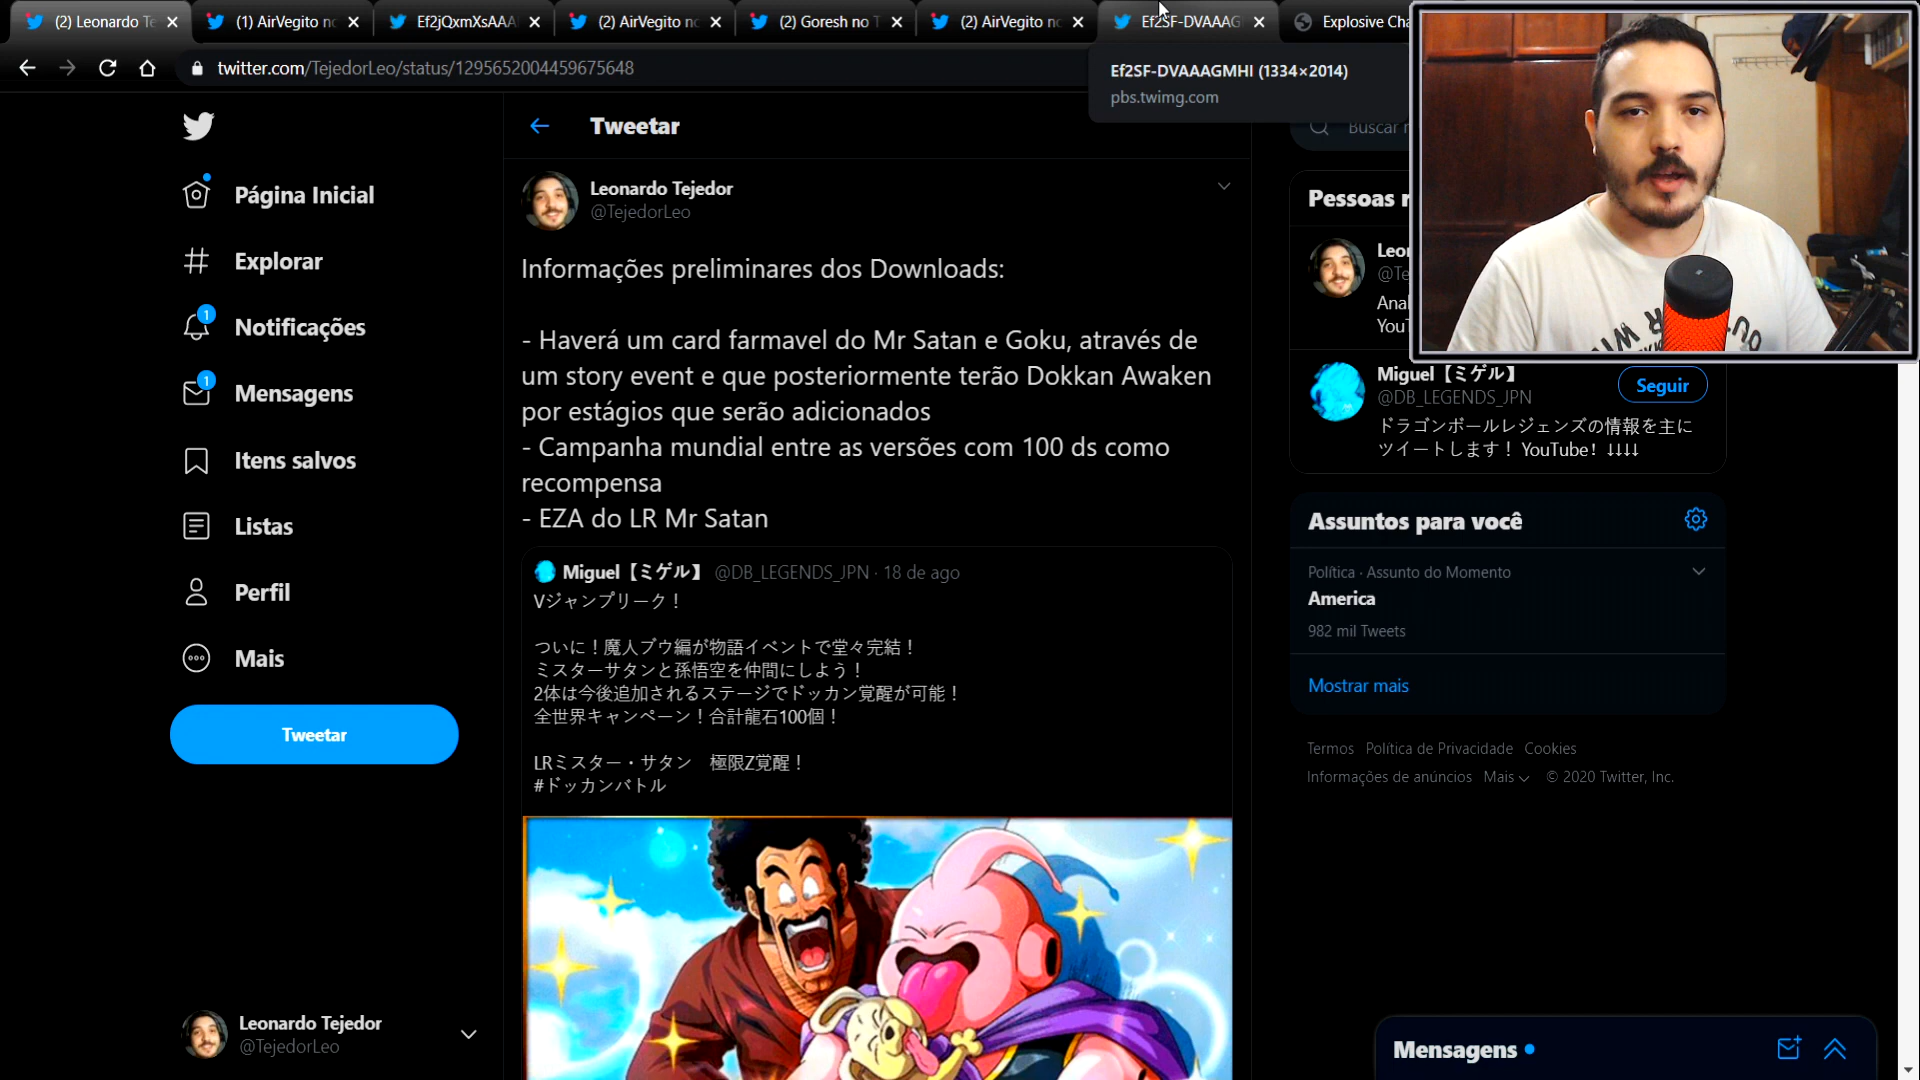 (2) Leonardo Te
(1) AirVegito no
Ef2jQxmXsAAA
(2) AirVegito no
(2) Goresh no T
(2) AirVegito no
Ef2SF-DVAAAG
Explosive Cha
twitter.com/TejedorLeo/status/1295652004459675648
Ef2SF-DVAAAGMHI (1334×2014)
pbs.twimg.com
Página Inicial
Explorar
1
Notificações
1
Mensagens
Itens salvos
Listas
Perfil
Mais
Tweetar
Leonardo Tejedor
@TejedorLeo
Tweetar
Leonardo Tejedor
@TejedorLeo
Informações preliminares dos Downloads:
- Haverá um card farmavel do Mr Satan e Goku, através de
um story event e que posteriormente terão Dokkan Awaken
por estágios que serão adicionados
- Campanha mundial entre as versões com 100 ds como
recompensa
- EZA do LR Mr Satan
Miguel【ミゲル】 @DB_LEGENDS_JPN · 18 de ago
Vジャンプリーク！
ついに！魔人ブウ編が物語イベントで堂々完結！
ミスターサタンと孫悟空を仲間にしよう！
2体は今後追加されるステージでドッカン覚醒が可能！
全世界キャンペーン！合計龍石100個！
LRミスター・サタン　極限Z覚醒！
#ドッカンバトル
Buscar
Pessoas
Leo
@Te
Anal
You
Miguel【ミゲル】
@DB_LEGENDS_JPN
Seguir
ドラゴンボールレジェンズの情報を主に
ツイートします！ YouTube！↓↓↓↓
Assuntos para você
Política · Assunto do Momento
America
982 mil Tweets
Mostrar mais
Termos Política de Privacidade Cookies
Informações de anúncios Mais © 2020 Twitter, Inc.
Mensagens